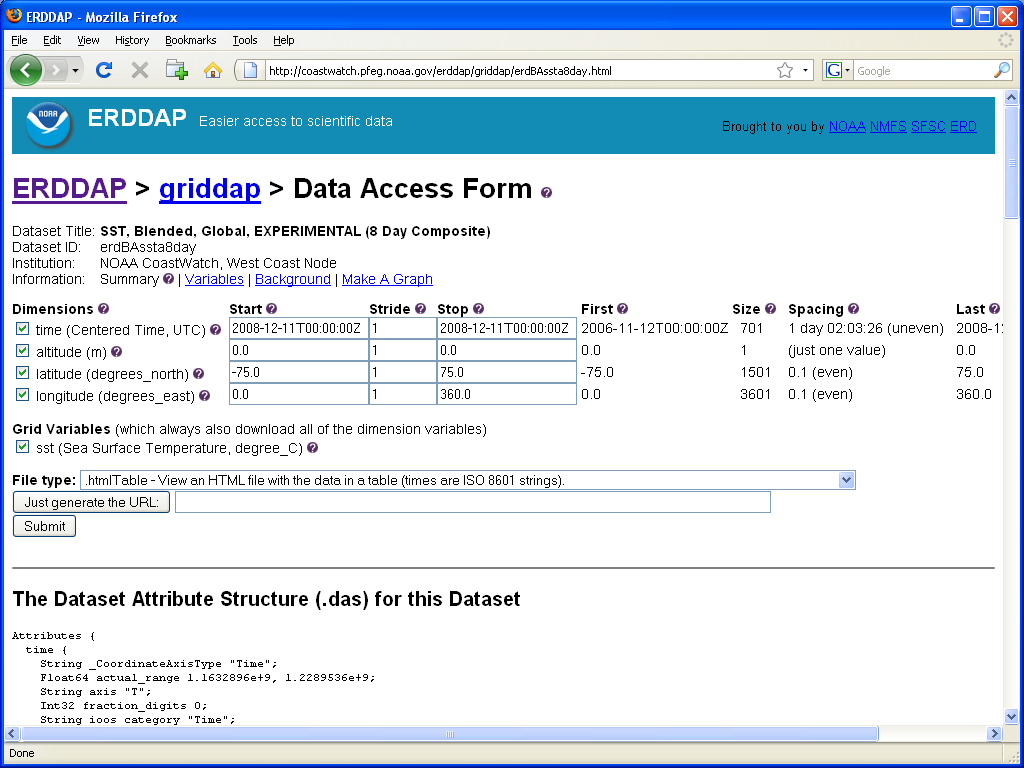 ERDDAP - Mozilla Firefox
File Edit View History Bookmarks Tools Help
http://coastwatch.pfeg.noaa.gov/erddap/griddap/erdBAssta8day.html
G Google
NOAA ERDDAP Easier access to scientific data
Brought to you by NOAA NMFS SFSC ERD
ERDDAP > griddap > Data Access Form ?
Dataset Title: SST, Blended, Global, EXPERIMENTAL (8 Day Composite)
Dataset ID: erdBAssta8day
Institution: NOAA CoastWatch, West Coast Node
Information: Summary ? | Variables | Background | Make A Graph
Dimensions ? Start ? Stride ? Stop ? First ? Size ? Spacing ? Last ?
time (Centered Time, UTC) ? 2008-12-11T00:00:00Z 1 2008-12-11T00:00:00Z 2006-11-12T00:00:00Z 701 1 day 02:03:26 (uneven) 2008-1
altitude (m) ? 0.0 1 0.0 0.0 1 (just one value) 0.0
latitude (degrees_north) ? -75.0 1 75.0 -75.0 1501 0.1 (even) 75.0
longitude (degrees_east) ? 0.0 1 360.0 0.0 3601 0.1 (even) 360.0
Grid Variables (which always also download all of the dimension variables)
sst (Sea Surface Temperature, degree_C) ?
File type: .htmlTable - View an HTML file with the data in a table (times are ISO 8601 strings).
Just generate the URL:
Submit
The Dataset Attribute Structure (.das) for this Dataset
Attributes {
time {
String _CoordinateAxisType "Time";
Float64 actual_range 1.1632896e+9, 1.2289536e+9;
String axis "T";
Int32 fraction_digits 0;
String ioos_category "Time";
Done